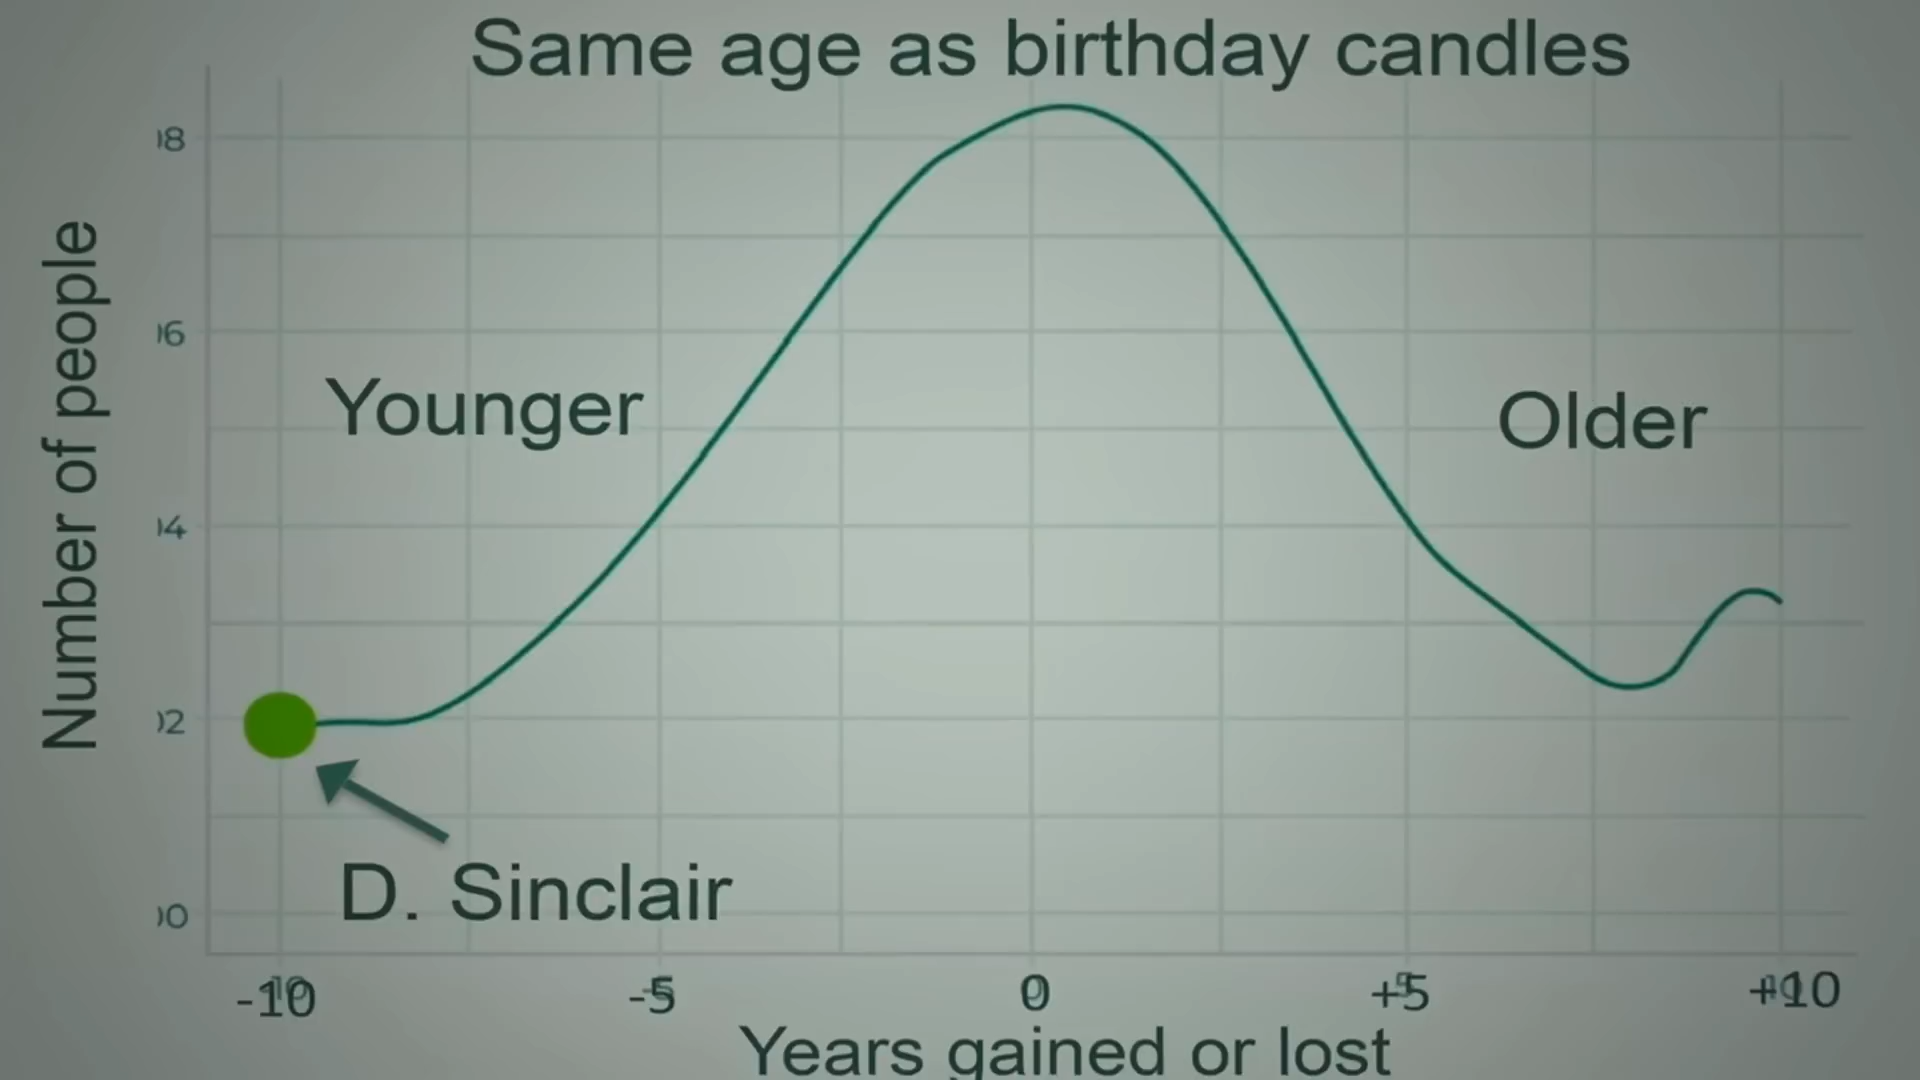 Same age as birthday candles
Number of people
Younger
Older
D. Sinclair
-10
-5
0
+5
+10
Years gained or lost